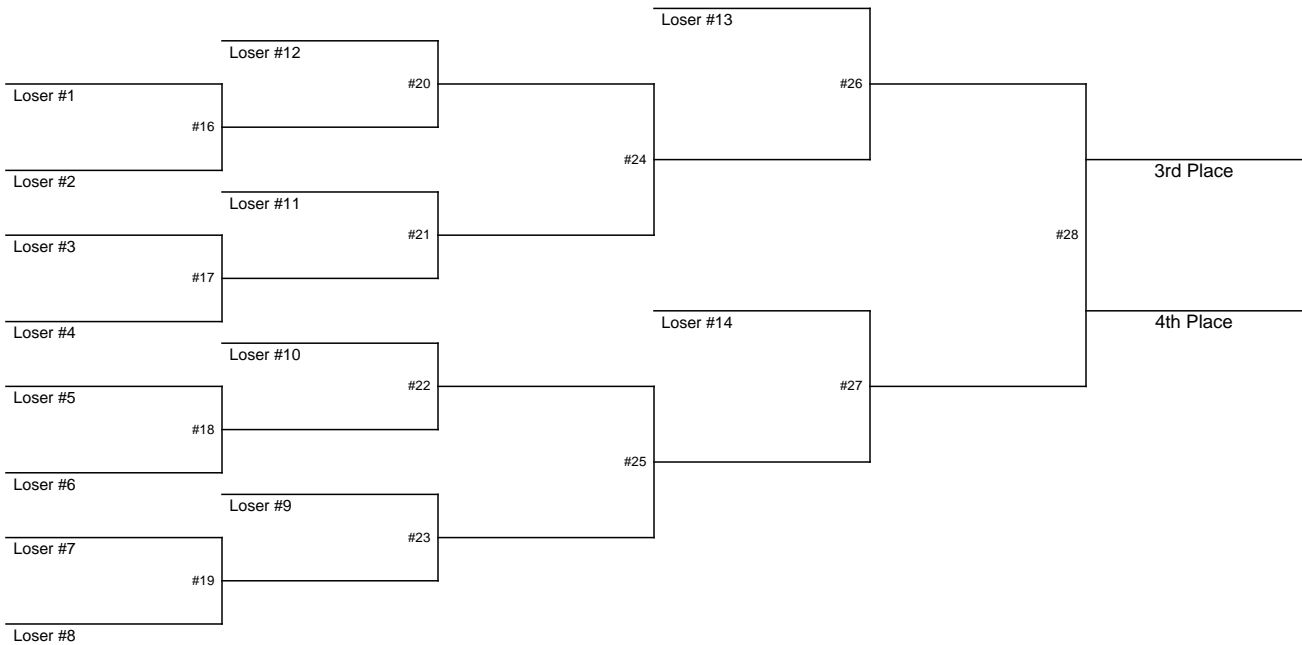 Loser #13
Loser #12
#20
#26
Loser #1
#16
#24
3rd Place
Loser #2
Loser #11
#21
#28
Loser #3
#17
Loser #4
Loser #14
4th Place
Loser #10
#22
#27
Loser #5
#18
#25
Loser #6
Loser #9
#23
Loser #7
#19
Loser #8